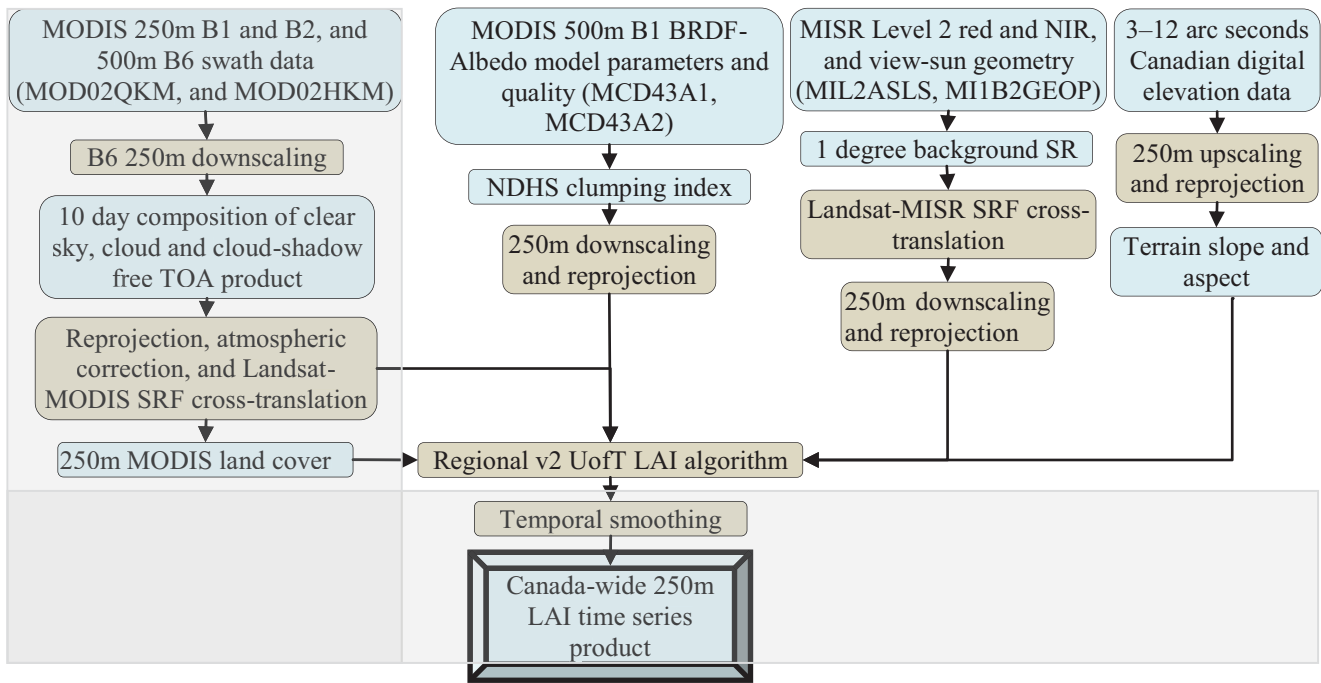 MODIS 250m B1 and B2, and
500m B6 swath data
(MOD02QKM, and MOD02HKM)
B6 250m downscaling
10 day composition of clear
sky, cloud and cloud-shadow
free TOA product
Reprojection, atmospheric
correction, and Landsat-
MODIS SRF cross-translation
250m MODIS land cover
MODIS 500m B1 BRDF-
Albedo model parameters and
quality (MCD43A1,
MCD43A2)
NDHS clumping index
250m downscaling
and reprojection
MISR Level 2 red and NIR,
and view-sun geometry
(MIL2ASLS, MI1B2GEOP)
1 degree background SR
Landsat-MISR SRF cross-
translation
250m downscaling
and reprojection
3–12 arc seconds
Canadian digital
elevation data
250m upscaling
and reprojection
Terrain slope and
aspect
Regional v2 UofT LAI algorithm
Temporal smoothing
Canada-wide 250m
LAI time series
product